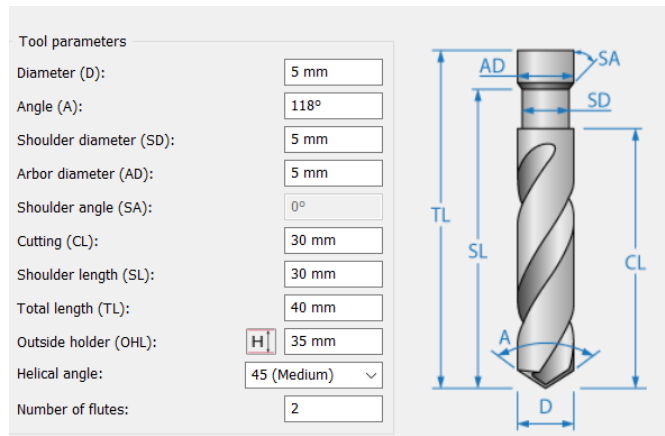 Tool parameters
Diameter (D): 5 mm
Angle (A): 118º
Shoulder diameter (SD): 5 mm
Arbor diameter (AD): 5 mm
Shoulder angle (SA): 0º
Cutting (CL): 30 mm
Shoulder length (SL): 30 mm
Total length (TL): 40 mm
Outside holder (OHL): H 35 mm
Helical angle: 45 (Medium)
Number of flutes: 2
AD
SA
SD
TL
SL
CL
A
D